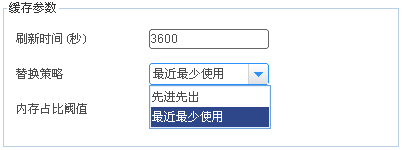 缓存参数
刷新时间(秒) 3600
替换策略 最近最少使用
先进先出
最近最少使用
内存占比阈值